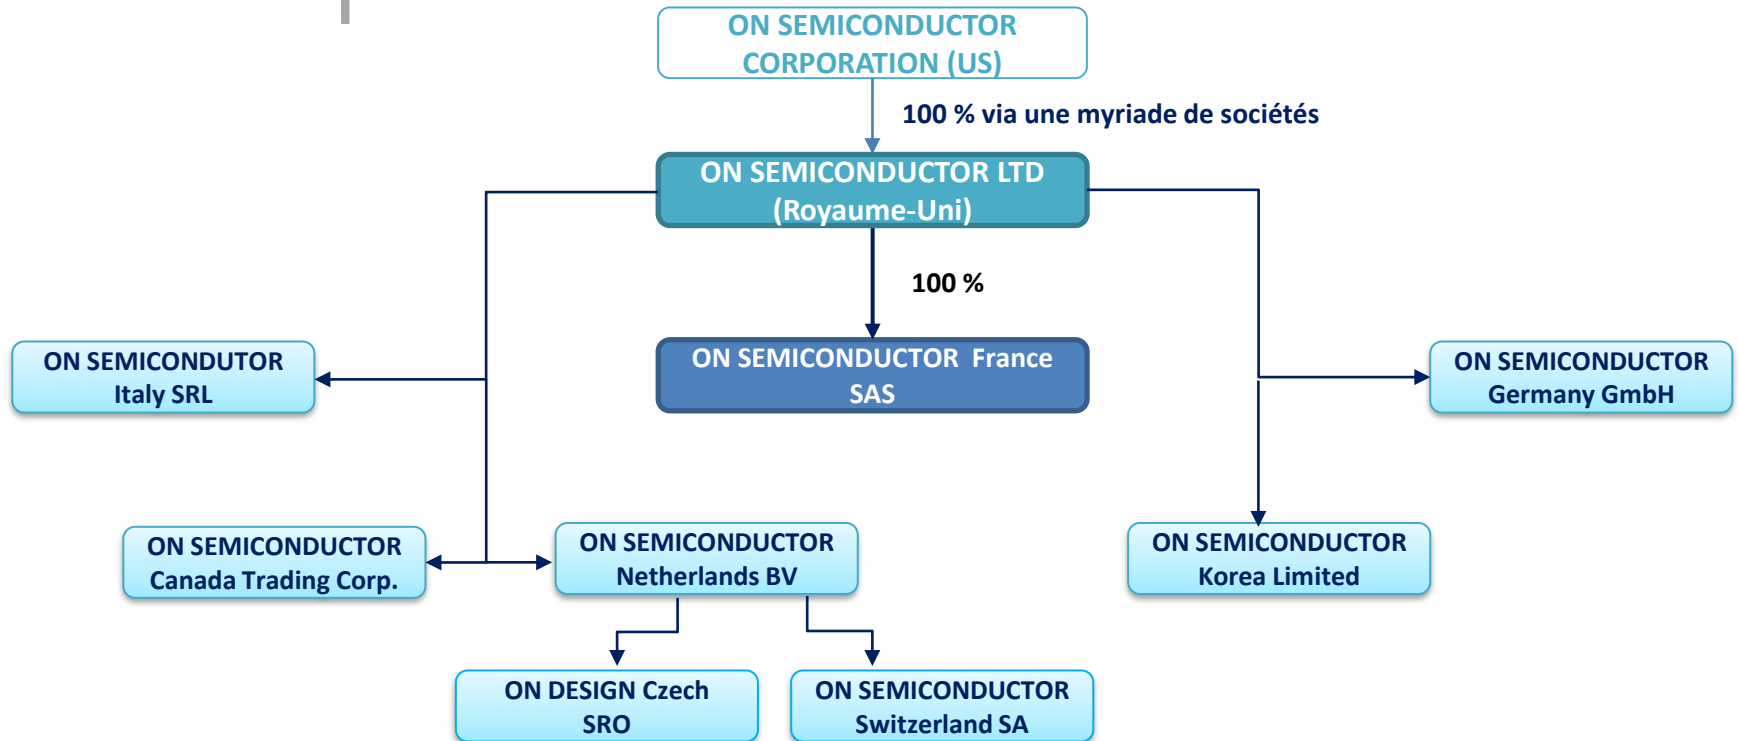 ON SEMICONDUCTOR
CORPORATION (US)
100 % via une myriade de sociétés
ON SEMICONDUCTOR LTD
(Royaume-Uni)
100 %
ON SEMICONDUTOR
Italy SRL
ON SEMICONDUCTOR France
SAS
ON SEMICONDUCTOR
Germany GmbH
ON SEMICONDUCTOR
Canada Trading Corp.
ON SEMICONDUCTOR
Netherlands BV
ON SEMICONDUCTOR
Korea Limited
ON DESIGN Czech
SRO
ON SEMICONDUCTOR
Switzerland SA